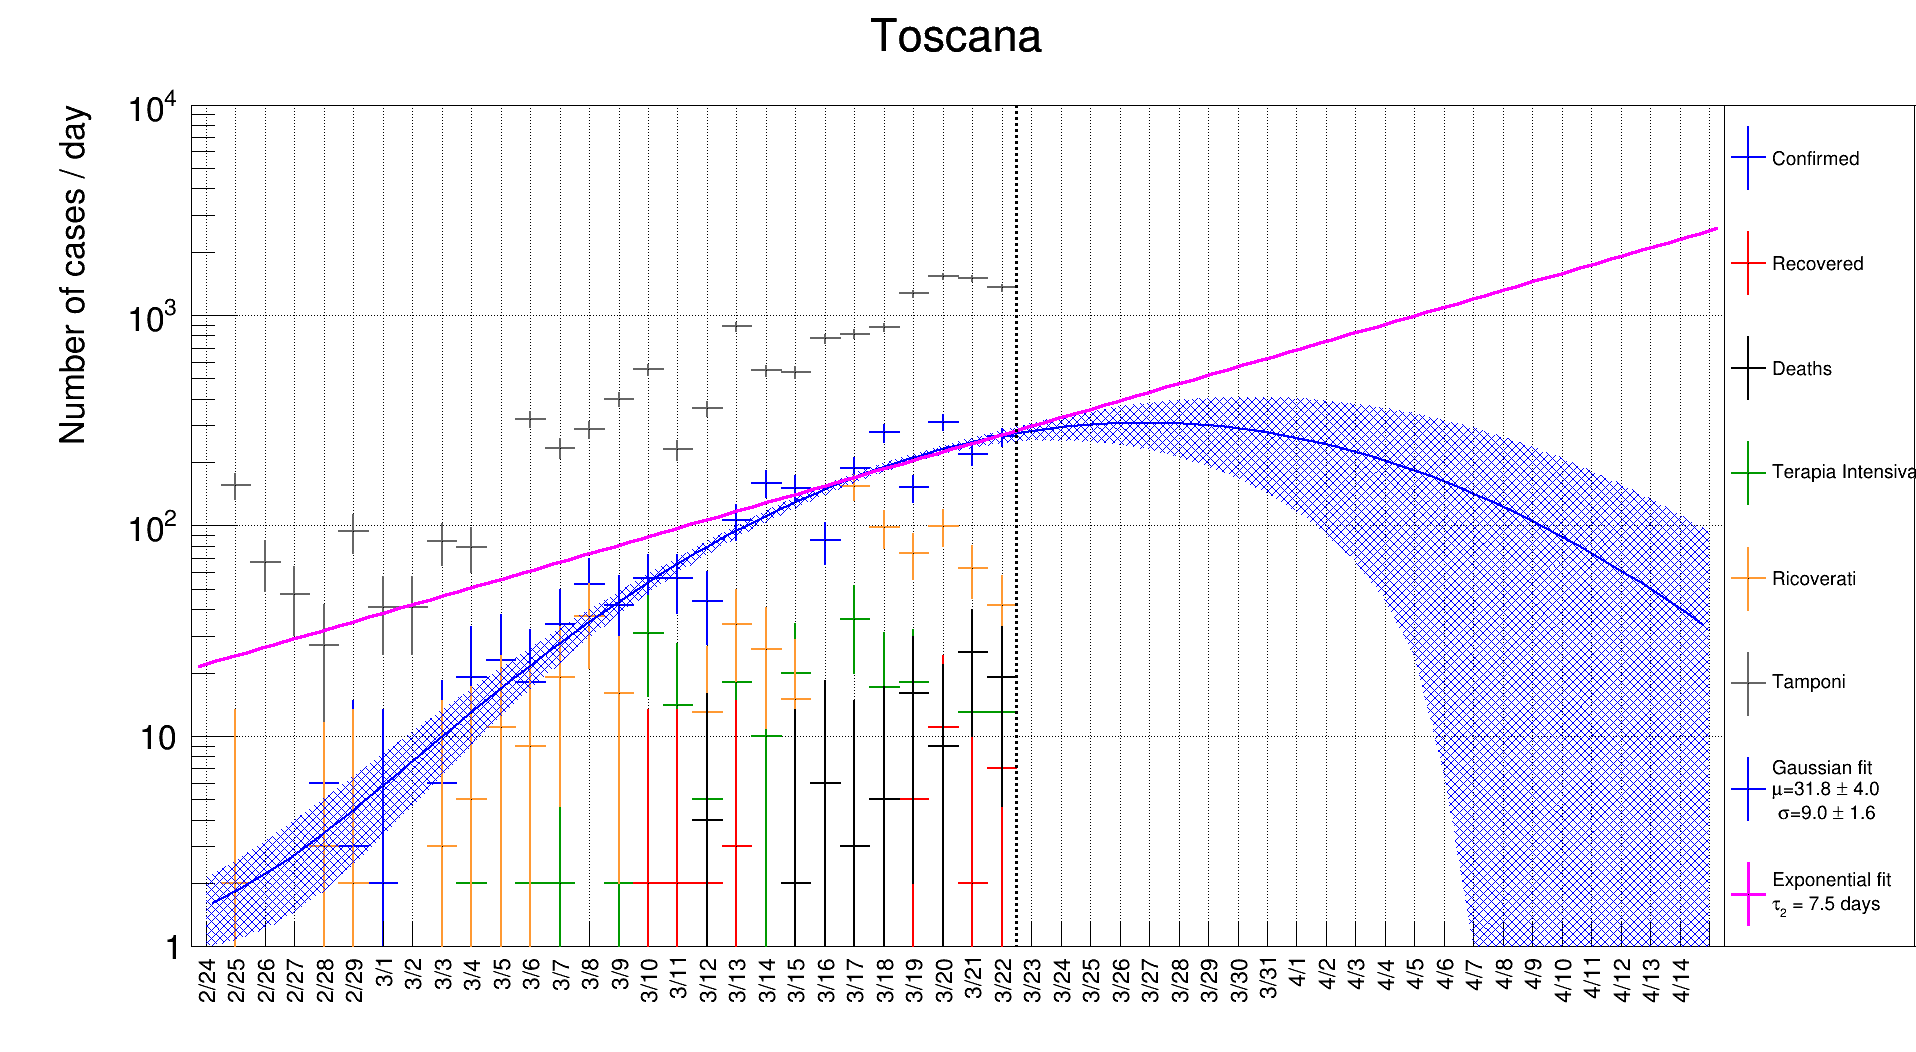 Toscana
Number of cases / day
10⁴
10³
10²
10
1
2/24 2/25 2/26 2/27 2/28 2/29 3/1 3/2 3/3 3/4 3/5 3/6 3/7 3/8 3/9 3/10 3/11 3/12 3/13 3/14 3/15 3/16 3/17 3/18 3/19 3/20 3/21 3/22 3/23 3/24 3/25 3/26 3/27 3/28 3/29 3/30 3/31 4/1 4/2 4/3 4/4 4/5 4/6 4/7 4/8 4/9 4/10 4/11 4/12 4/13 4/14
Confirmed
Recovered
Deaths
Terapia Intensiva
Ricoverati
Tamponi
Gaussian fit
μ=31.8 ± 4.0
σ=9.0 ± 1.6
Exponential fit
τ₂ = 7.5 days